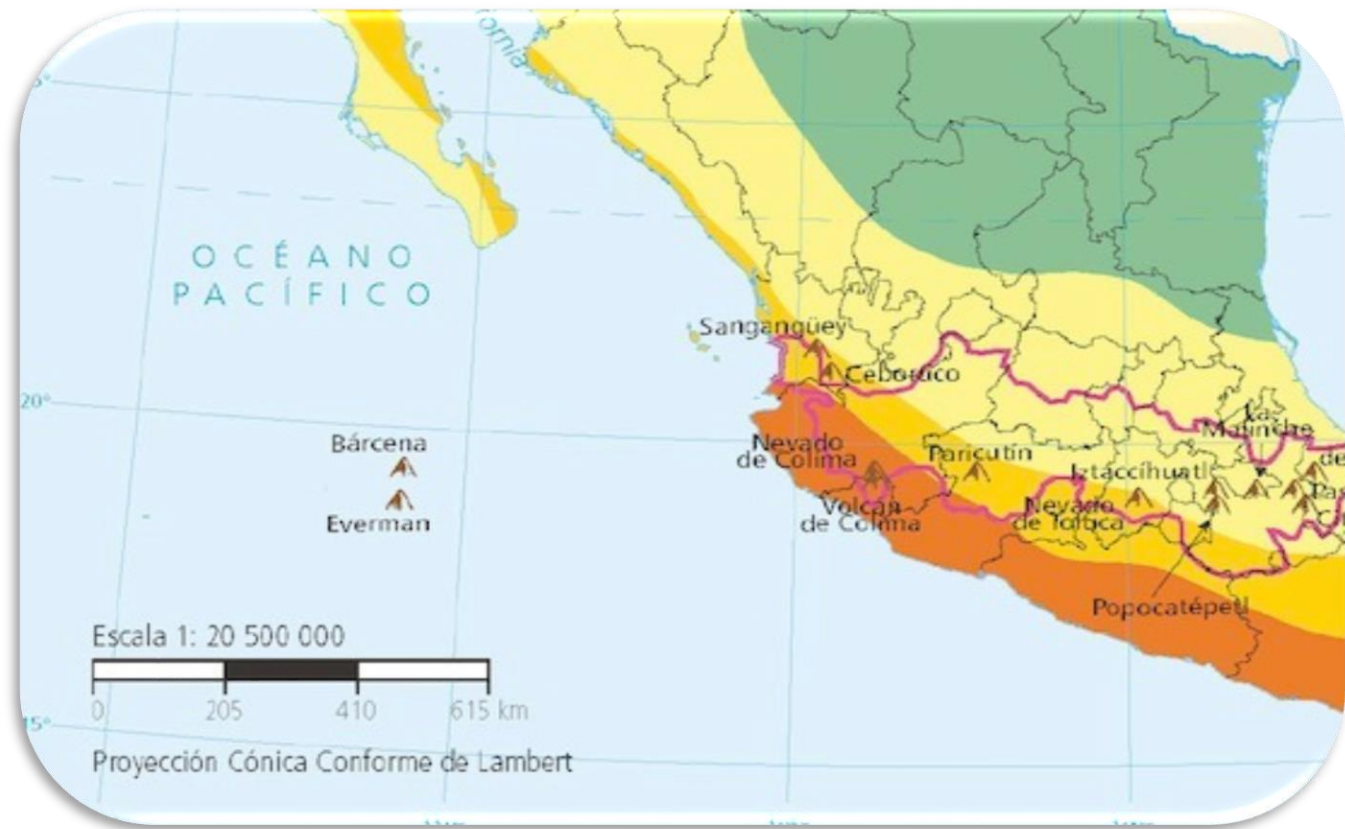 OCÉANO
PACÍFICO
Sangangüey
Ceboruco
20°
Bárcena
Everman
Nevado
de Colima
Volcán
de Colima
Paricutín
Nevado
de Toluca
Iztaccíhuatl
La
Malinche
de
Popocatépetl
Escala 1: 20 500 000
0 205 410 615 km
15°
Proyección Cónica Conforme de Lambert